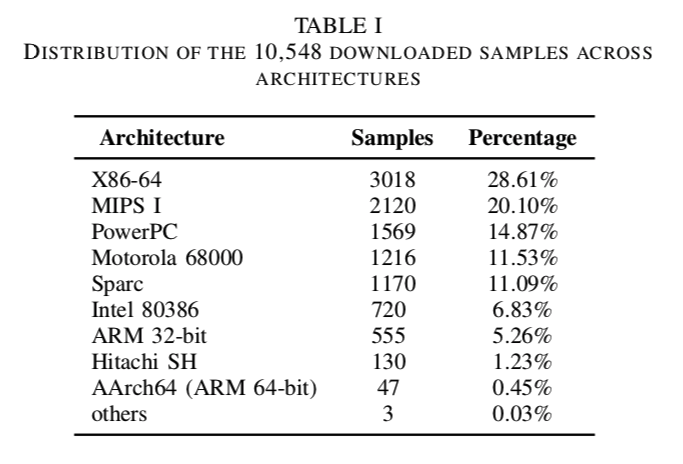 TABLE I
DISTRIBUTION OF THE 10,548 DOWNLOADED SAMPLES ACROSS
ARCHITECTURES
Architecture Samples Percentage
X86-64 3018 28.61%
MIPS I 2120 20.10%
PowerPC 1569 14.87%
Motorola 68000 1216 11.53%
Sparc 1170 11.09%
Intel 80386 720 6.83%
ARM 32-bit 555 5.26%
Hitachi SH 130 1.23%
AArch64 (ARM 64-bit) 47 0.45%
others 3 0.03%